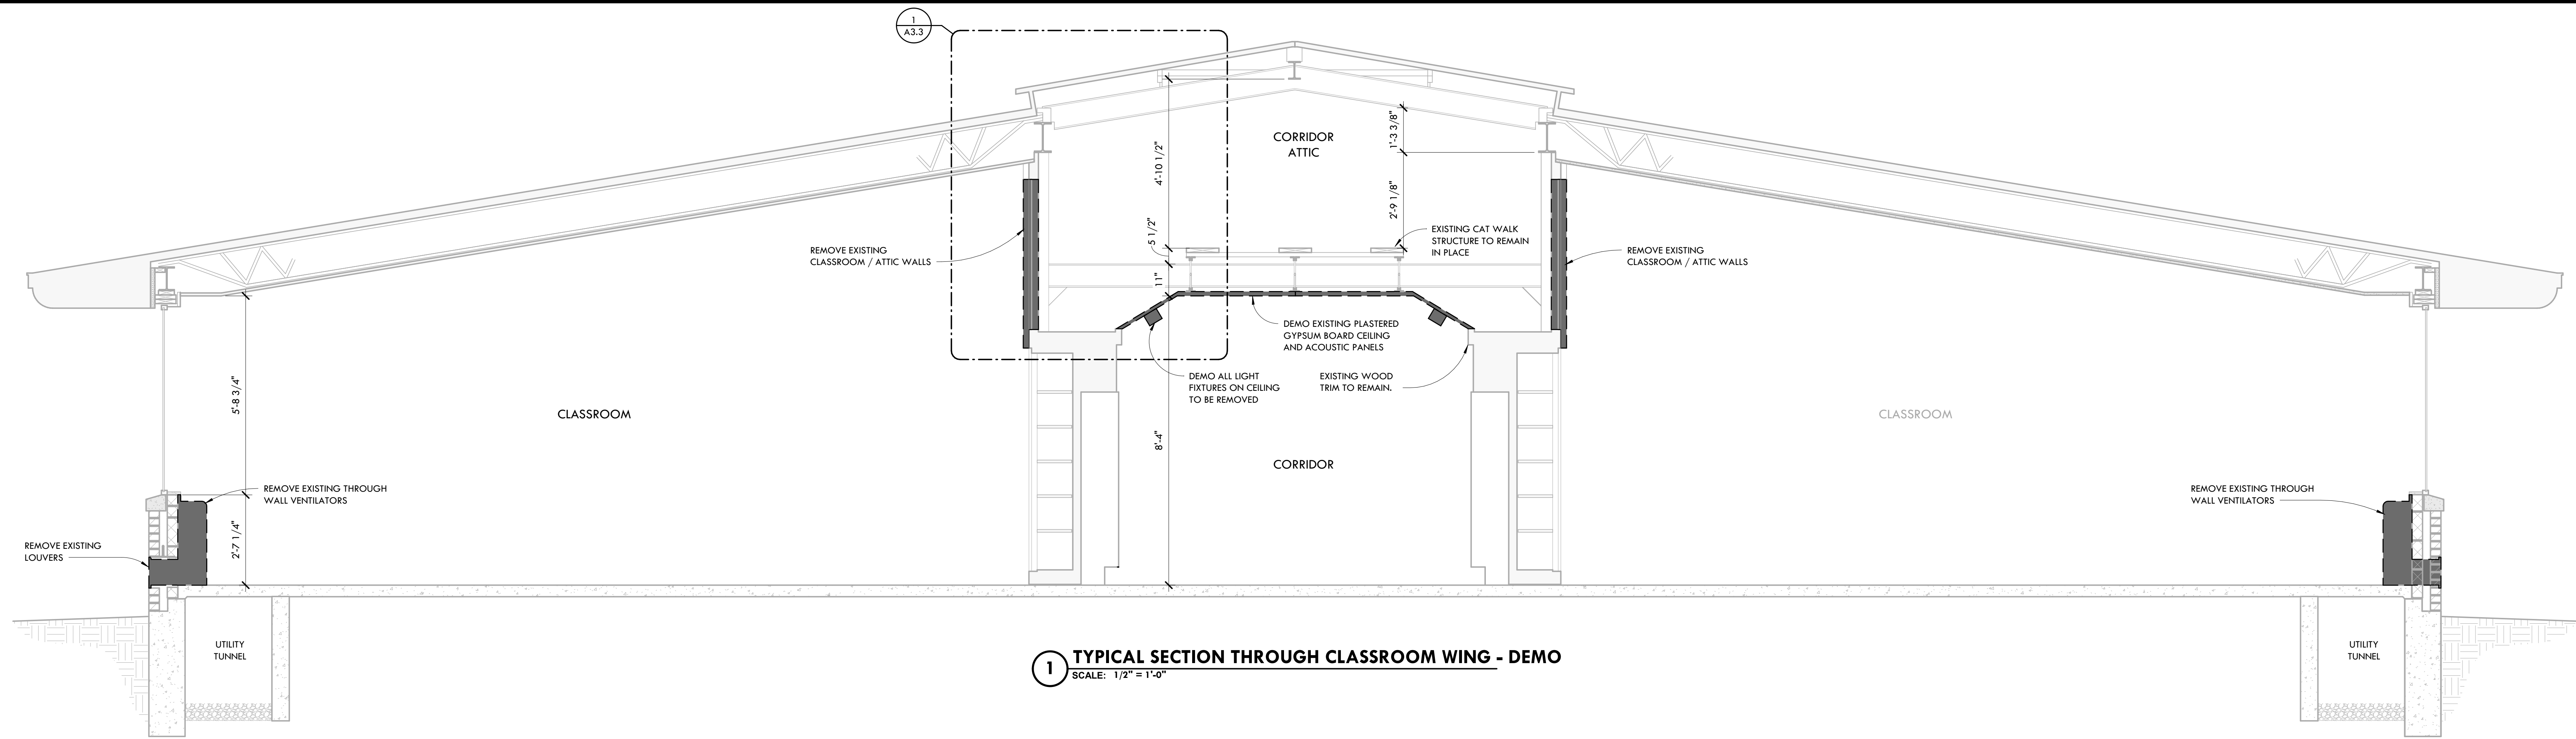 1
A3.3
CORRIDOR
ATTIC
4'-10 1/2"
5 1/2"
11"
8'-4"
1'-3 3/8"
2'-9 1/8"
REMOVE EXISTING
CLASSROOM / ATTIC WALLS
EXISTING CAT WALK
STRUCTURE TO REMAIN
IN PLACE
REMOVE EXISTING
CLASSROOM / ATTIC WALLS
DEMO EXISTING PLASTERED
GYPSUM BOARD CEILING
AND ACOUSTIC PANELS
DEMO ALL LIGHT
FIXTURES ON CEILING
TO BE REMOVED
EXISTING WOOD
TRIM TO REMAIN.
5'-8 3/4"
CLASSROOM
CLASSROOM
CORRIDOR
REMOVE EXISTING THROUGH
WALL VENTILATORS
REMOVE EXISTING THROUGH
WALL VENTILATORS
2'-7 1/4"
REMOVE EXISTING
LOUVERS
UTILITY
TUNNEL
UTILITY
TUNNEL
1
TYPICAL SECTION THROUGH CLASSROOM WING - DEMO
SCALE: 1/2" = 1'-0"